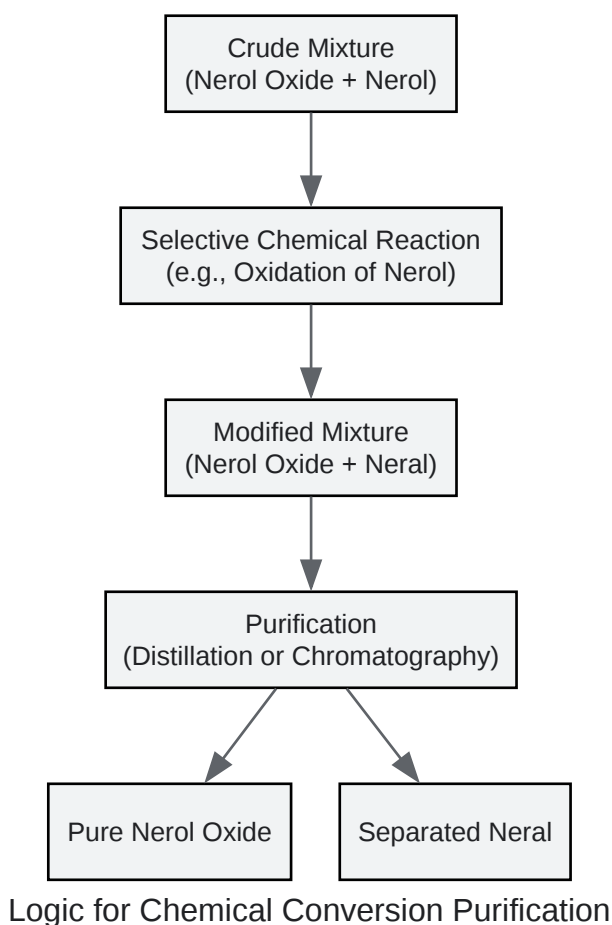 Crude Mixture
(Nerol Oxide + Nerol)
Selective Chemical Reaction
(e.g., Oxidation of Nerol)
Modified Mixture
(Nerol Oxide + Neral)
Purification
(Distillation or Chromatography)
Pure Nerol Oxide
Separated Neral
Logic for Chemical Conversion Purification